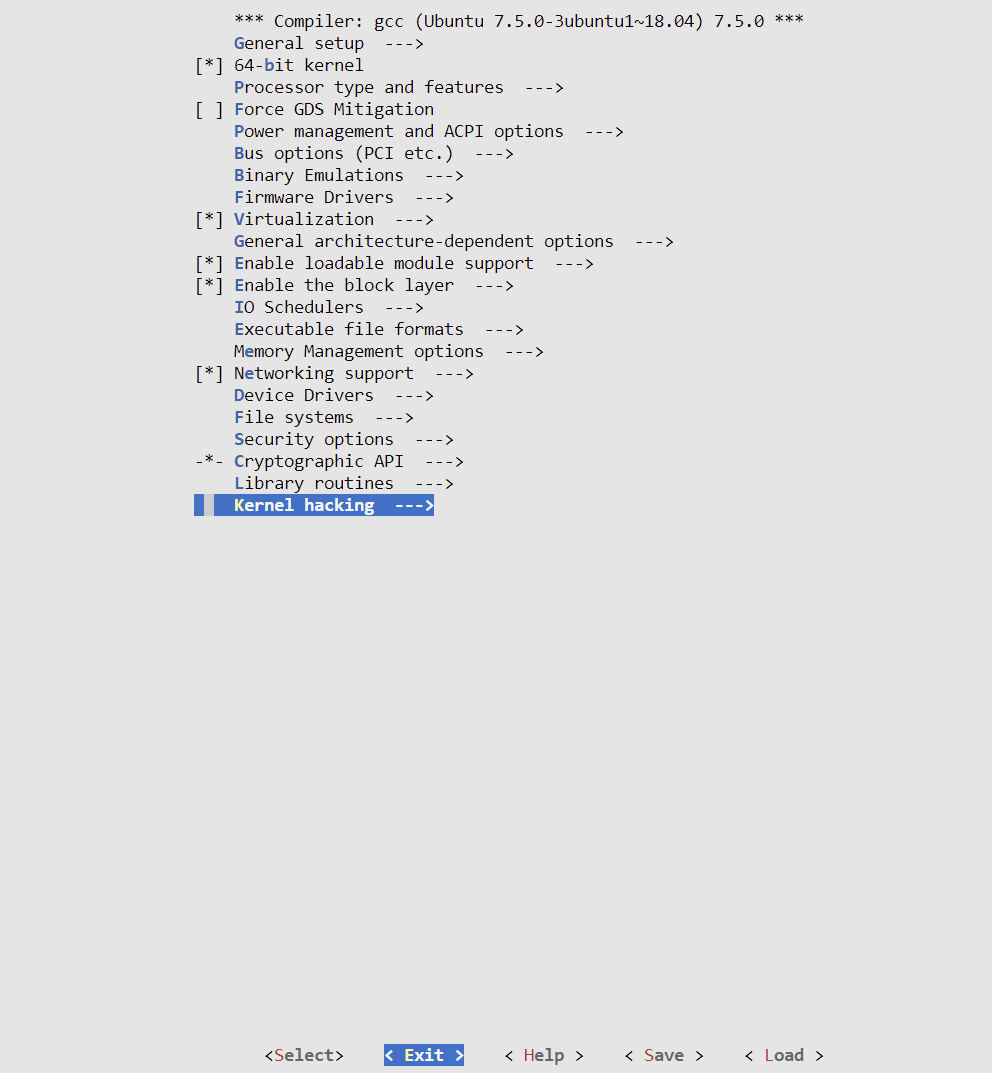 *** Compiler: gcc (Ubuntu 7.5.0-3ubuntu1~18.04) 7.5.0 ***
General setup  --->
[*] 64-bit kernel
Processor type and features  --->
[ ] Force GDS Mitigation
Power management and ACPI options  --->
Bus options (PCI etc.)  --->
Binary Emulations  --->
Firmware Drivers  --->
[*] Virtualization  --->
General architecture-dependent options  --->
[*] Enable loadable module support  --->
[*] Enable the block layer  --->
IO Schedulers  --->
Executable file formats  --->
Memory Management options  --->
[*] Networking support  --->
Device Drivers  --->
File systems  --->
Security options  --->
-*- Cryptographic API  --->
Library routines  --->
Kernel hacking  --->
<Select>    < Exit >    < Help >    < Save >    < Load >